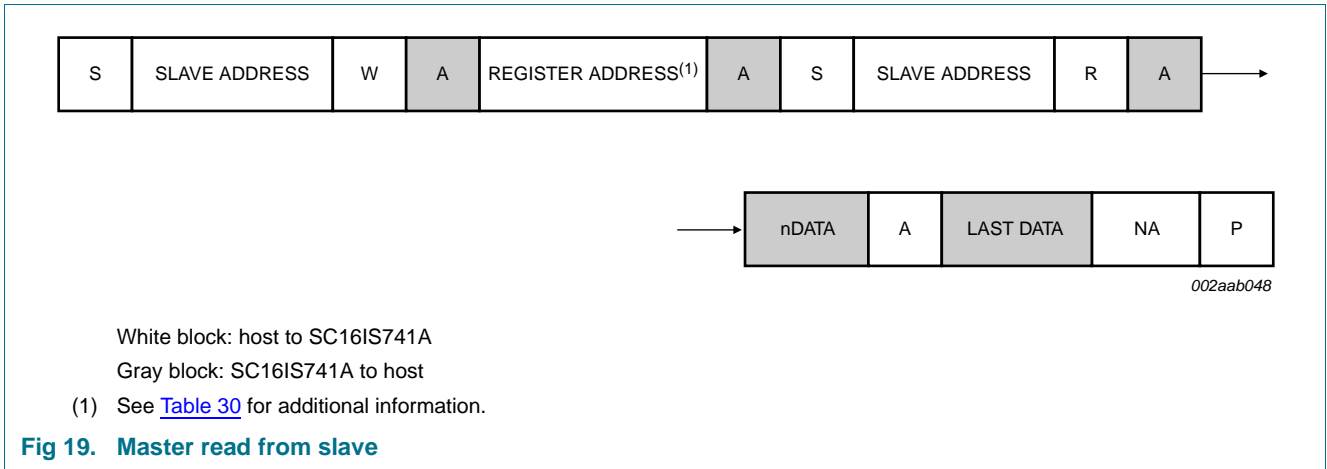 S SLAVE ADDRESS W A REGISTER ADDRESS(1) A S SLAVE ADDRESS R A
nDATA A LAST DATA NA P
002aab048
White block: host to SC16IS741A
Gray block: SC16IS741A to host
(1) See Table 30 for additional information.
Fig 19. Master read from slave